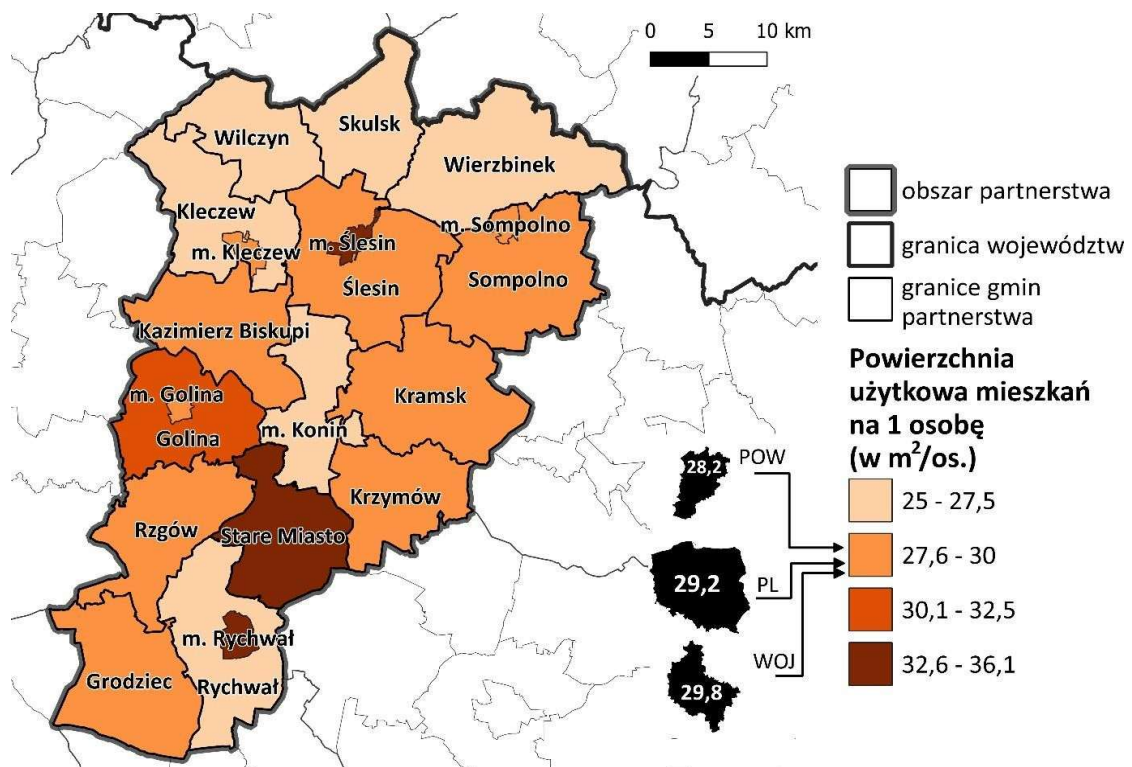 0 5 10 km
Skulsk
Wilczyn
Wierzbinek
Kleczew
m. Sompolno
m. Ślesin
m. Kleczew
Ślesin
Sompolno
Kazimierz Biskupi
m. Golina
Kramsk
Golina
m. Konin
Krzymów
Rzgów
Stare Miasto
m. Rychwał
Grodziec
Rychwał
obszar partnerstwa
granica województw
granice gmin
partnerstwa
Powierzchnia
użytkowa mieszkań
na 1 osobę
(w m²/os.)
25 - 27,5
27,6 - 30
30,1 - 32,5
32,6 - 36,1
28,2
POW
29,2
PL
WOJ
29,8